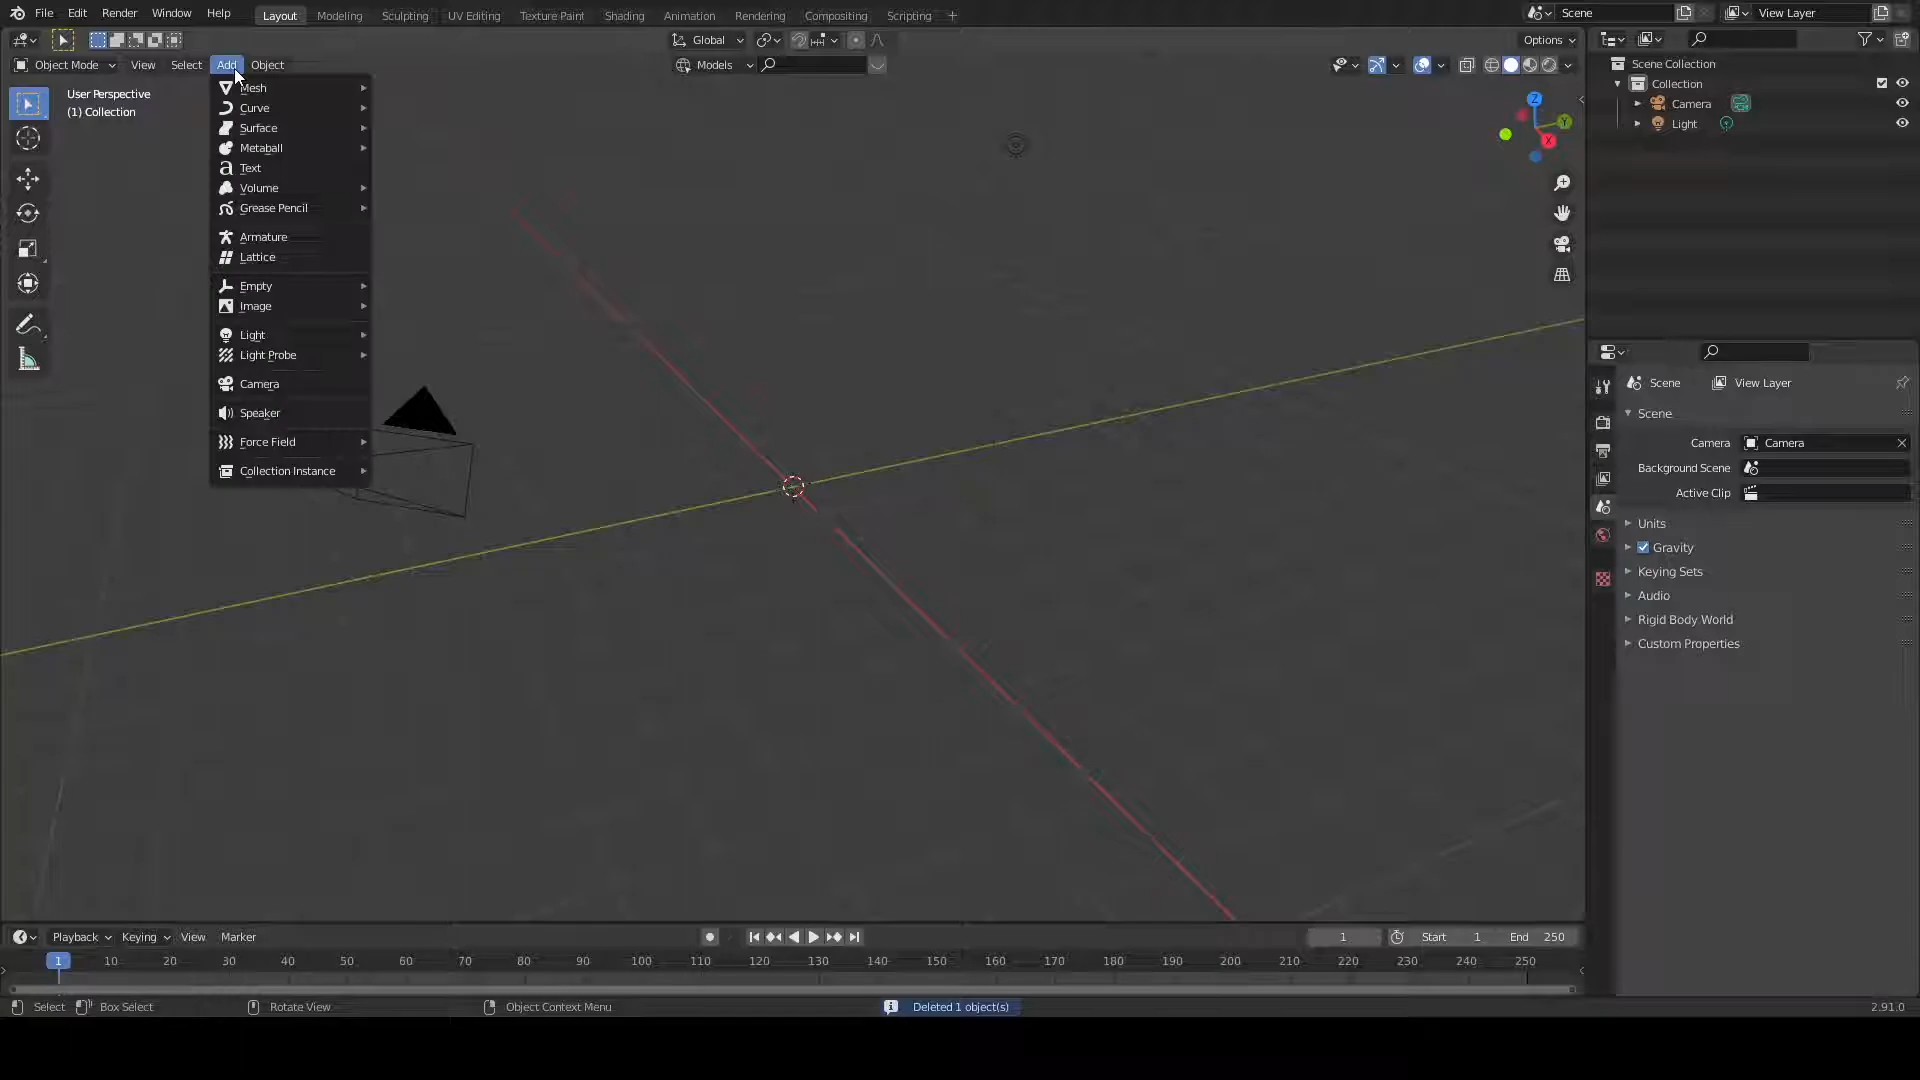 File Edit Render Window Help Layout Modeling Sculpting UV Editing Texture Paint Shading Animation Rendering Compositing Scripting + Scene View Layer
Global Options
Object Mode View Select Add Object Models
User Perspective
(1) Collection
Mesh
Curve
Surface
Metaball
Text
Volume
Grease Pencil
Armature
Lattice
Empty
Image
Light
Light Probe
Camera
Speaker
Force Field
Collection Instance
Z
Y
X
Scene Collection
Collection
Camera
Light
Scene View Layer
Scene
Camera Camera
Background Scene
Active Clip
Units
Gravity
Keying Sets
Audio
Rigid Body World
Custom Properties
Playback Keying View Marker 1 Start 1 End 250
1 10 20 30 40 50 60 70 80 90 100 110 120 130 140 150 160 170 180 190 200 210 220 230 240 250
Select Box Select Rotate View Object Context Menu Deleted 1 object(s) 2.91.0